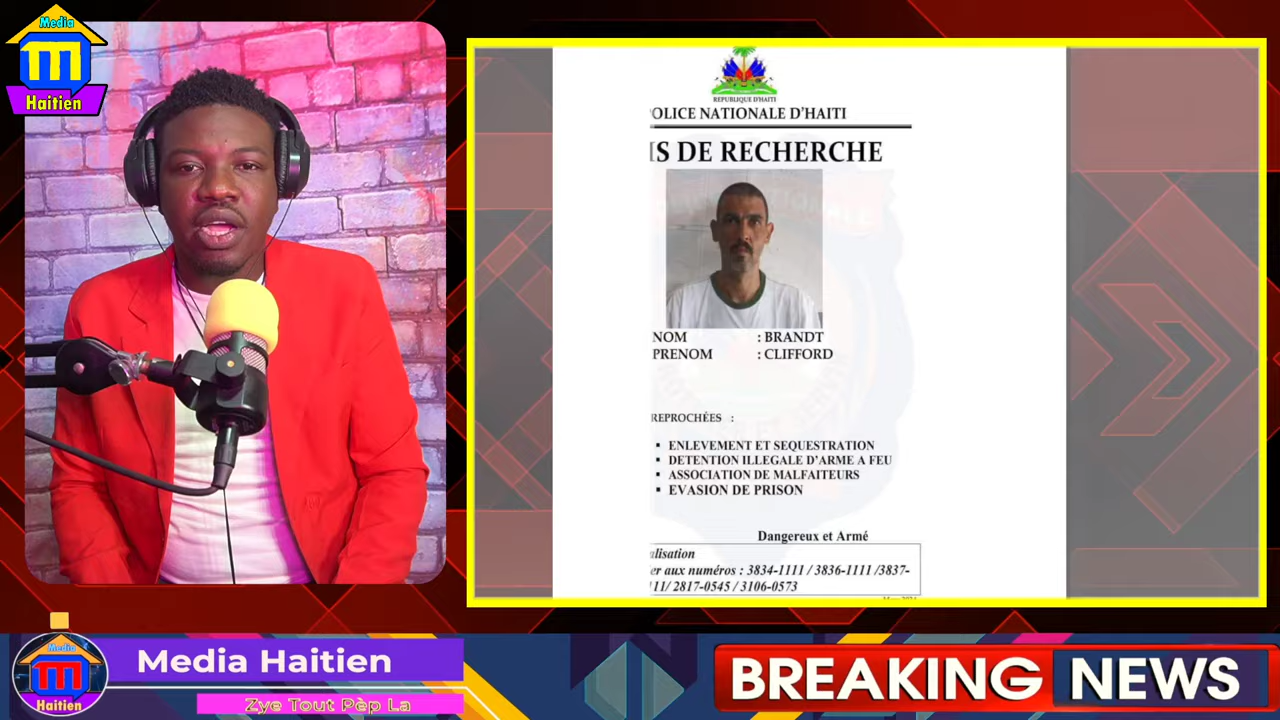 Media
Haitien
REPUBLIQUE D'HAITI
OLICE NATIONALE D'HAITI
IS DE RECHERCHE
NOM : BRANDT
PRENOM : CLIFFORD
REPROCHÉES :
▪ ENLEVEMENT ET SEQUESTRATION
▪ DETENTION ILLEGALE D'ARME A FEU
▪ ASSOCIATION DE MALFAITEURS
▪ EVASION DE PRISON
Dangereux et Armé
alisation
er aux numéros : 3834-1111 / 3836-1111 /3837-
11/ 2817-0545 / 3106-0573
Media
Haitien
Media Haitien
Zye Tout Pèp La
BREAKING NEWS